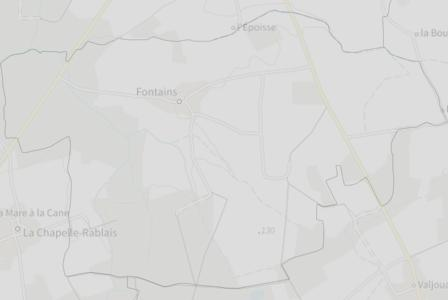 l'Époisse
la Bou
Fontains
a Mare à la Cane
La Chapelle-Rablais
130
Valjou